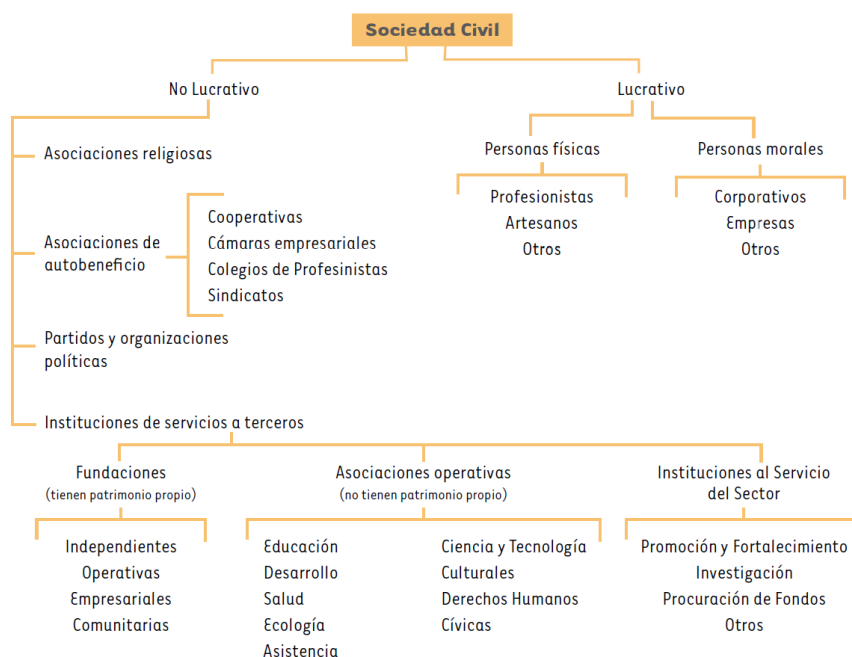 Sociedad Civil
No Lucrativo
Lucrativo
Asociaciones religiosas
Asociaciones de
autobeneficio
Cooperativas
Cámaras empresariales
Colegios de Profesinistas
Sindicatos
Partidos y organizaciones
políticas
Instituciones de servicios a terceros
Personas físicas
Profesionistas
Artesanos
Otros
Personas morales
Corporativos
Empresas
Otros
Fundaciones
(tienen patrimonio propio)
Independientes
Operativas
Empresariales
Comunitarias
Asociaciones operativas
(no tienen patrimonio propio)
Educación
Desarrollo
Salud
Ecología
Asistencia
Ciencia y Tecnología
Culturales
Derechos Humanos
Cívicas
Instituciones al Servicio
del Sector
Promoción y Fortalecimiento
Investigación
Procuración de Fondos
Otros